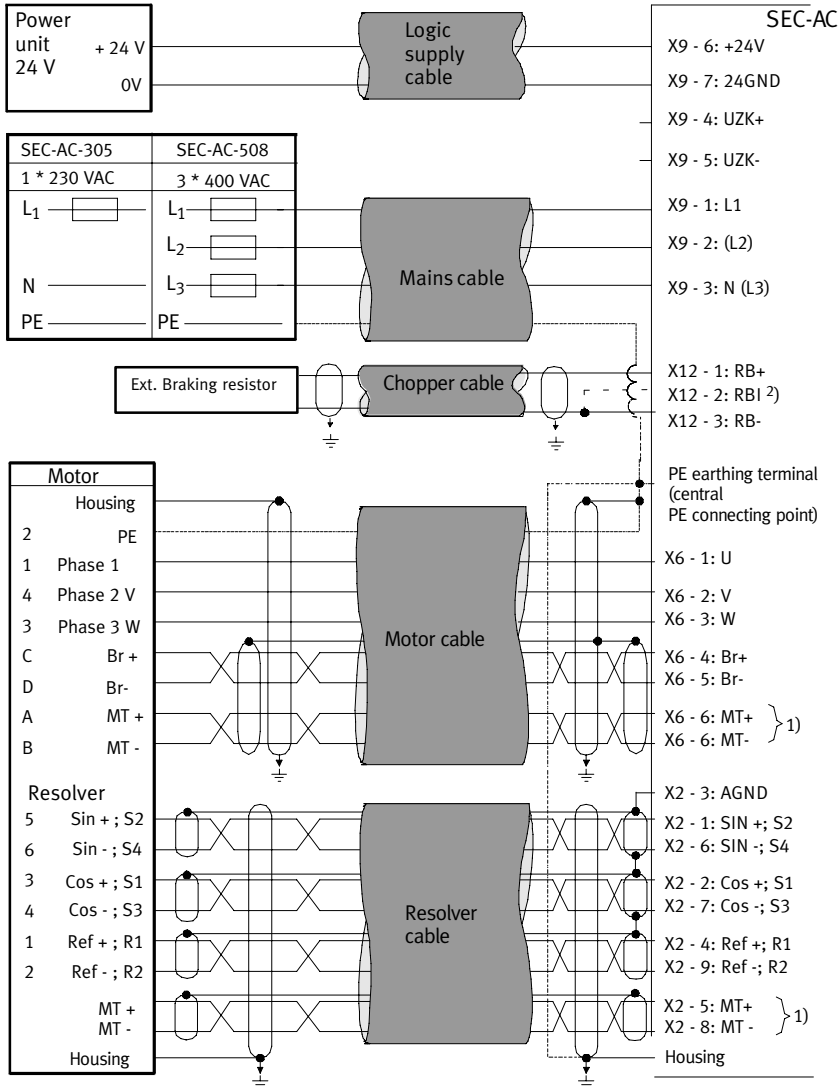 SEC-AC
Power
unit
24 V
+ 24 V
0V
Logic
supply
cable
X9 - 6: +24V
X9 - 7: 24GND
X9 - 4: UZK+
X9 - 5: UZK-
SEC-AC-305 SEC-AC-508
1 * 230 VAC 3 * 400 VAC
L1 L1
L2
N L3
PE PE
Mains cable
X9 - 1: L1
X9 - 2: (L2)
X9 - 3: N (L3)
Ext. Braking resistor
Chopper cable
X12 - 1: RB+
X12 - 2: RBI 2)
X12 - 3: RB-
PE earthing terminal
(central
PE connecting point)
Motor
Housing
2 PE
1 Phase 1
4 Phase 2 V
3 Phase 3 W
C Br +
D Br-
A MT +
B MT -
Motor cable
X6 - 1: U
X6 - 2: V
X6 - 3: W
X6 - 4: Br+
X6 - 5: Br-
X6 - 6: MT+
X6 - 6: MT-
1)
Resolver
5 Sin + ; S2
6 Sin - ; S4
3 Cos + ; S1
4 Cos - ; S3
1 Ref + ; R1
2 Ref - ; R2
MT +
MT -
Housing
Resolver
cable
X2 - 3: AGND
X2 - 1: SIN +; S2
X2 - 6: SIN -; S4
X2 - 2: Cos +; S1
X2 - 7: Cos -; S3
X2 - 4: Ref +; R1
X2 - 9: Ref -; R2
X2 - 5: MT+
X2 - 8: MT -
1)
Housing